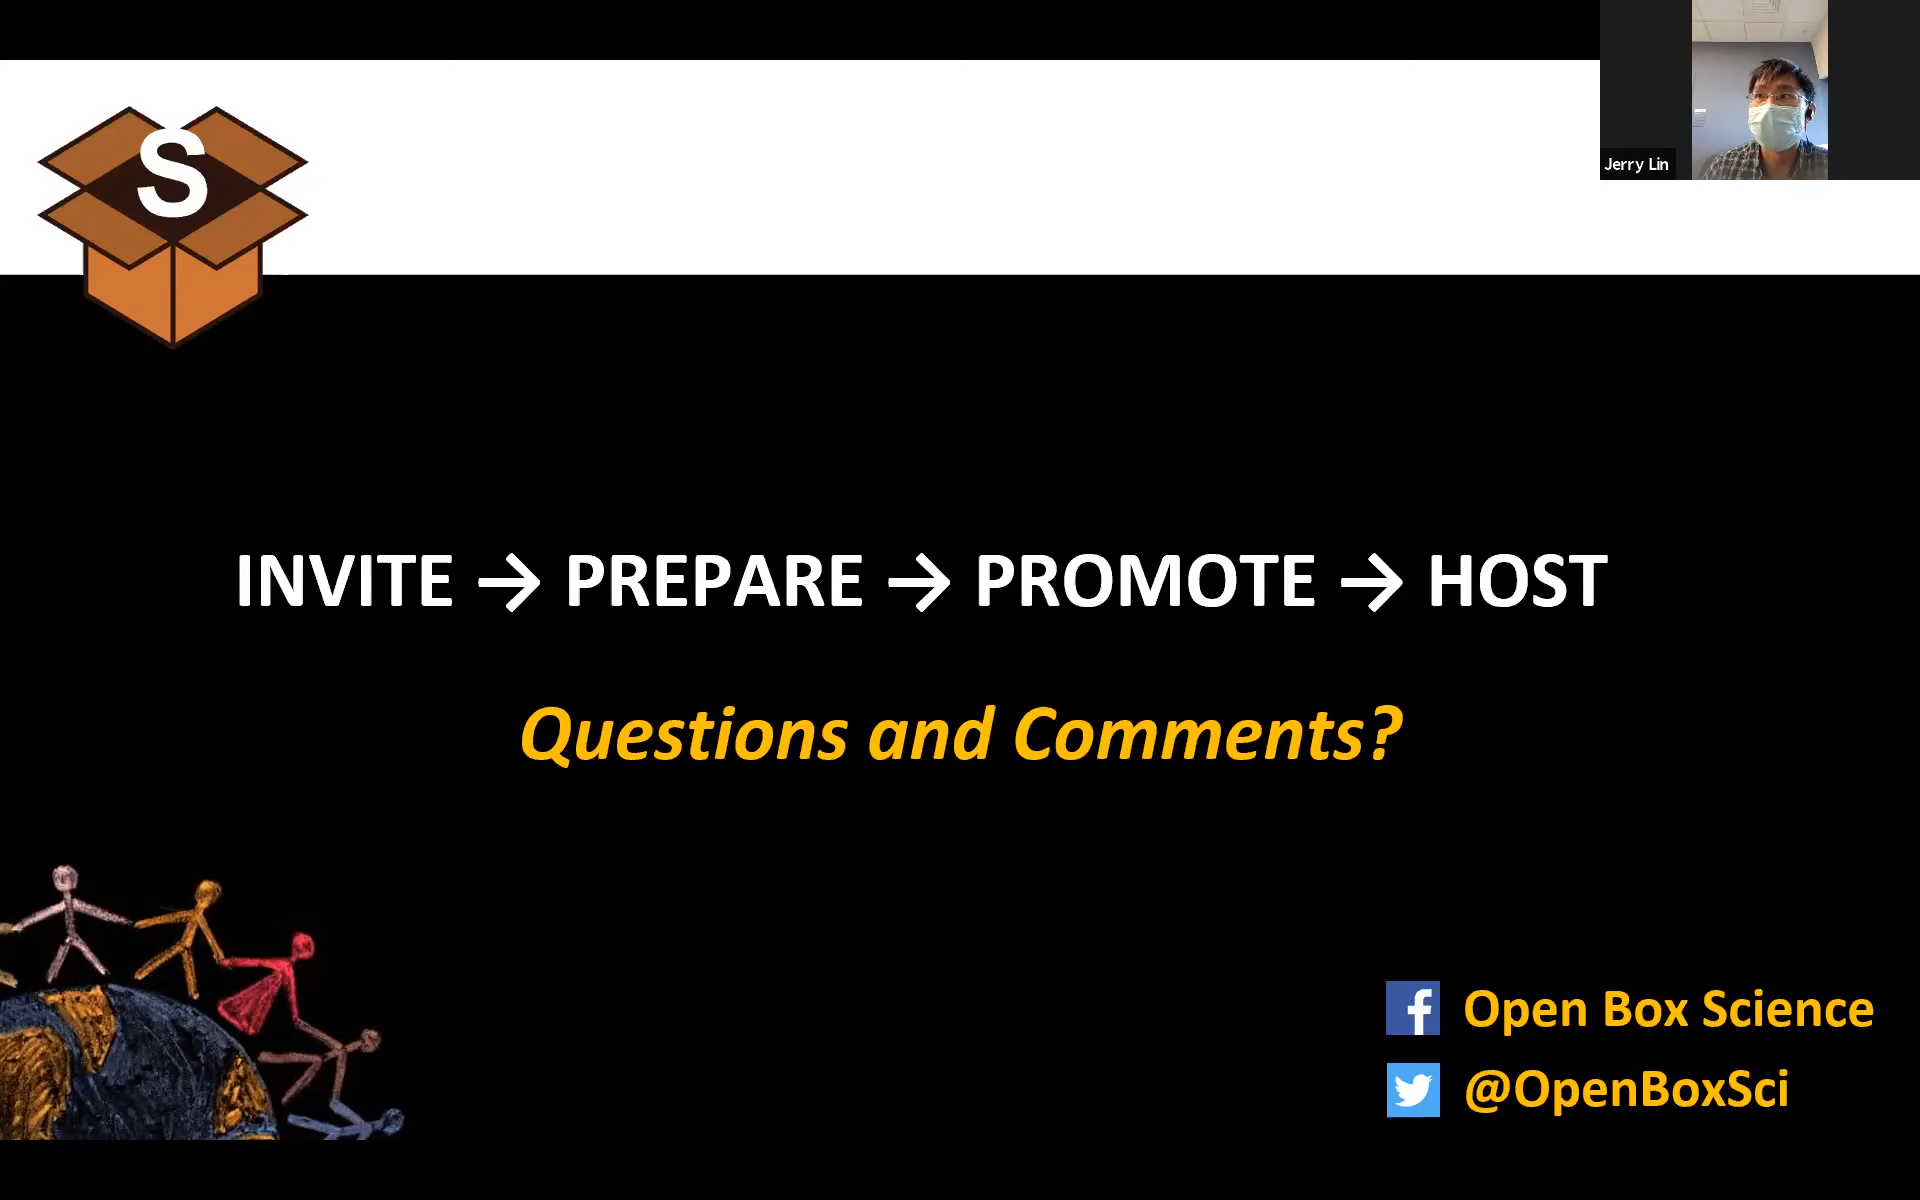 Jerry Lin
S
INVITE → PREPARE → PROMOTE → HOST
Questions and Comments?
Open Box Science
@OpenBoxSci